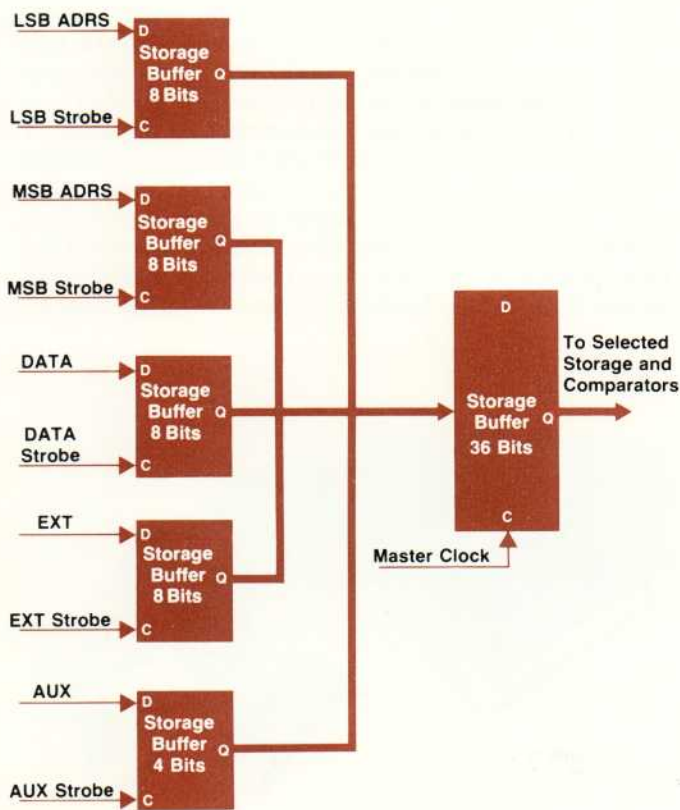 LSB ADRS
D
Storage
Buffer
8 Bits
Q
LSB Strobe
C
MSB ADRS
D
Storage
Buffer
8 Bits
Q
MSB Strobe
C
DATA
D
Storage
Buffer
8 Bits
Q
DATA
Strobe
C
EXT
D
Storage
Buffer
8 Bits
Q
EXT Strobe
C
AUX
D
Storage
Buffer
4 Bits
Q
AUX Strobe
C
D
Storage
Buffer
36 Bits
Q
C
Master Clock
To Selected
Storage and
Comparators